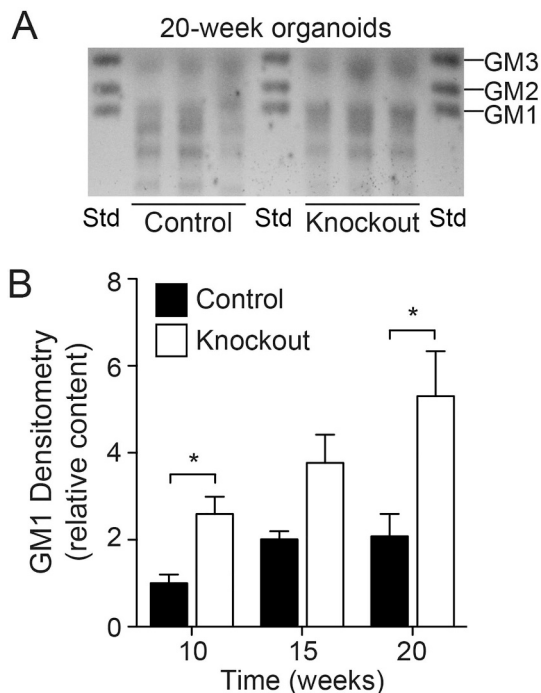 A
20-week organoids
GM3
GM2
GM1
Std Control Std Knockout Std
B
8
6
4
2
0
GM1 Densitometry
(relative content)
Control
Knockout
*
*
10 15 20
Time (weeks)